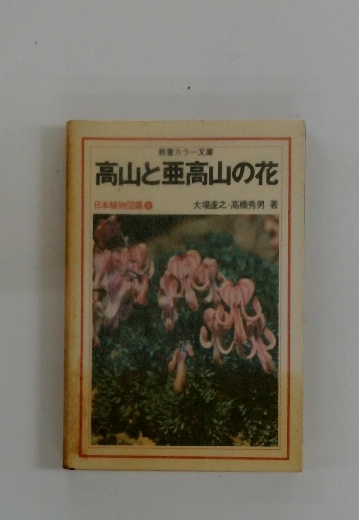 教養カラー文庫
高山と亜高山の花
日本植物図鑑
大場達之・高橋秀男 著